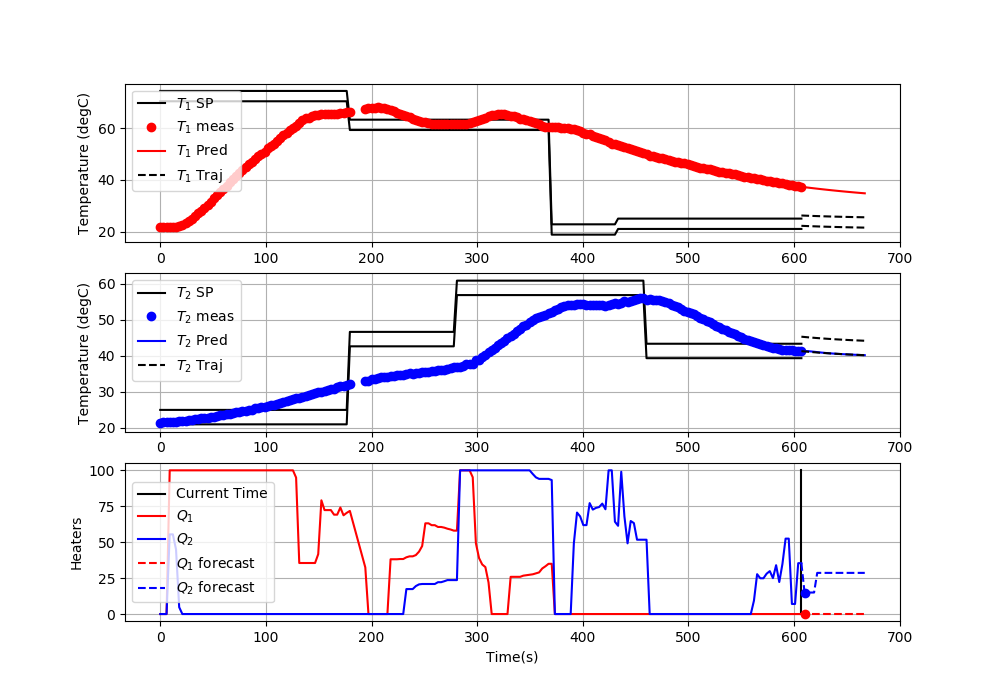 Temperature (degC)
60
40
20
T1 SP
T1 meas
T1 Pred
T1 Traj
0 100 200 300 400 500 600 700
Temperature (degC)
60
50
40
30
20
T2 SP
T2 meas
T2 Pred
T2 Traj
0 100 200 300 400 500 600 700
Heaters
100
75
50
25
0
Current Time
Q1
Q2
Q1 forecast
Q2 forecast
0 100 200 300 400 500 600 700
Time(s)